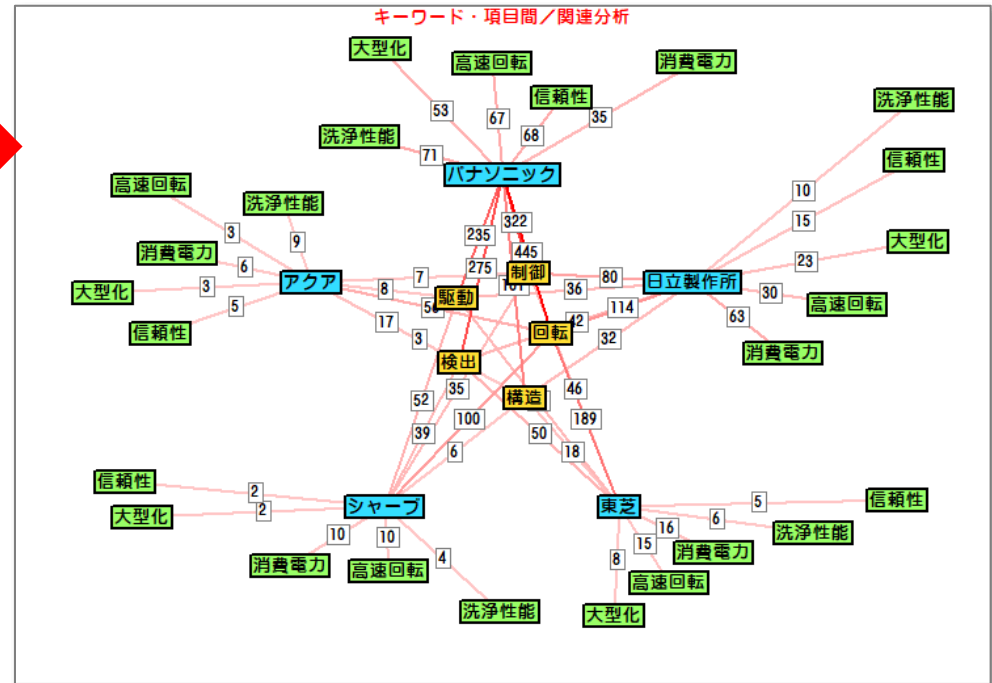 キーワード・項目間／関連分析
大型化
高速回転
消費電力
信頼性
洗浄性能
53
67
68
35
71
パナソニック
洗浄性能
信頼性
大型化
高速回転
消費電力
10
15
23
30
63
日立製作所
高速回転
洗浄性能
消費電力
大型化
信頼性
3
9
6
3
5
アクア
235
322
275
445
制御
駆動
回転
検出
構造
7
8
17
3
80
36
114
42
32
52
35
39
100
6
46
189
50
18
シャープ
信頼性
大型化
消費電力
高速回転
洗浄性能
2
2
10
10
4
東芝
信頼性
洗浄性能
消費電力
高速回転
大型化
5
6
16
15
8